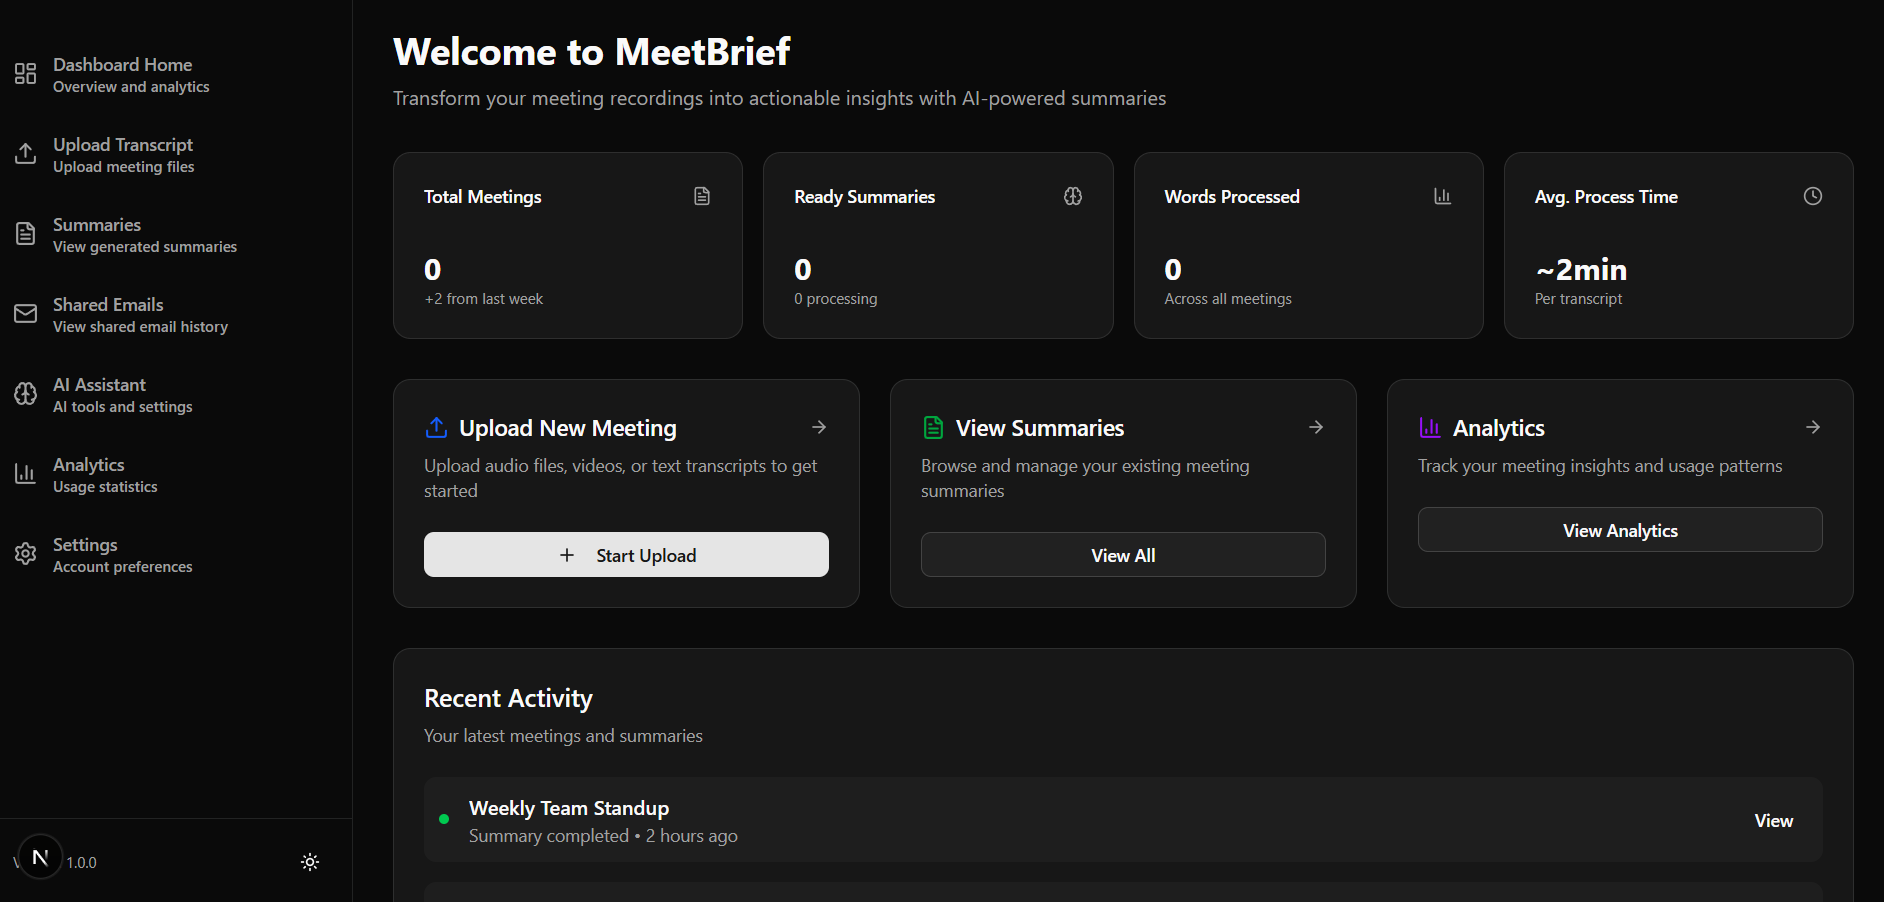 Dashboard Home
Overview and analytics
Upload Transcript
Upload meeting files
Summaries
View generated summaries
Shared Emails
View shared email history
AI Assistant
AI tools and settings
Analytics
Usage statistics
Settings
Account preferences
N
1.0.0
Welcome to MeetBrief
Transform your meeting recordings into actionable insights with AI-powered summaries
Total Meetings
0
+2 from last week
Ready Summaries
0
0 processing
Words Processed
0
Across all meetings
Avg. Process Time
~2min
Per transcript
Upload New Meeting
Upload audio files, videos, or text transcripts to get
started
Start Upload
View Summaries
Browse and manage your existing meeting
summaries
View All
Analytics
Track your meeting insights and usage patterns
View Analytics
Recent Activity
Your latest meetings and summaries
Weekly Team Standup
Summary completed • 2 hours ago
View